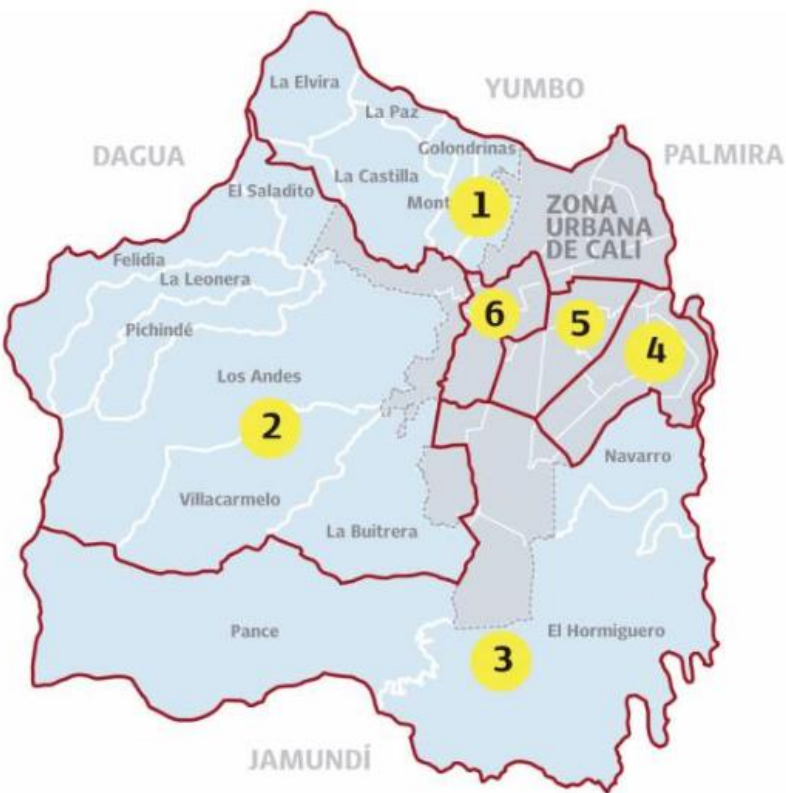 La Elvira
YUMBO
La Paz
DAGUA
Golondrinas
PALMIRA
La Castilla
El Saladito
Mont
1
ZONA
URBANA
DE CALI
Felidia
La Leonera
6
5
Pichindé
4
Los Andes
2
Navarro
Villacarmelo
La Buitrera
Pance
El Hormiguero
3
JAMUNDÍ